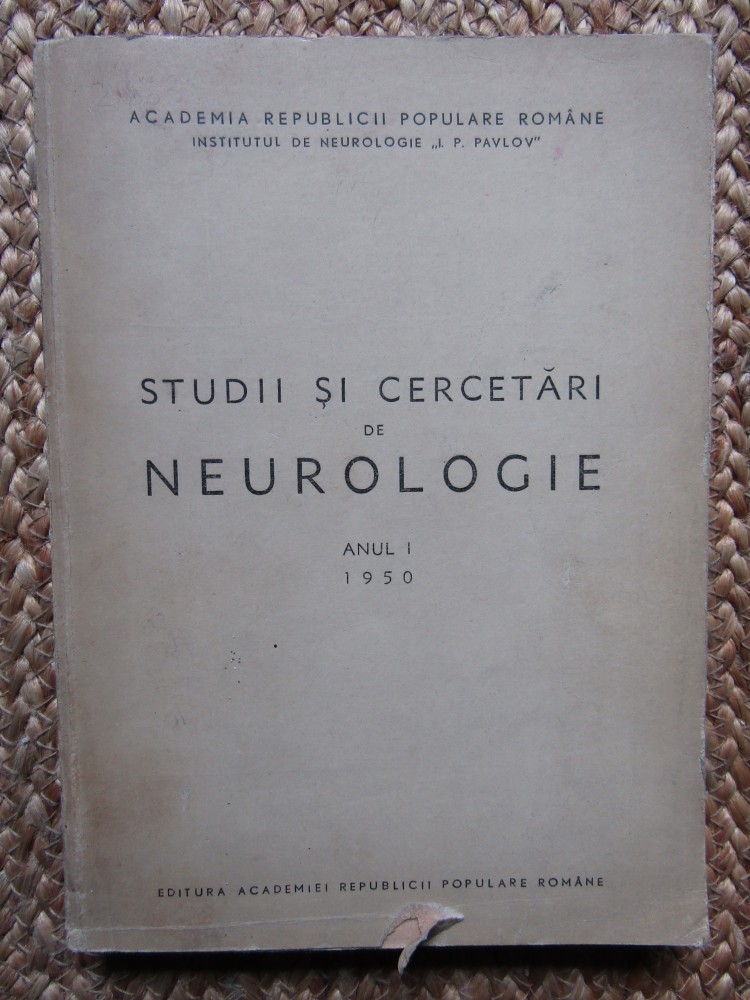 ACADEMIA REPUBLICII POPULARE ROMÂNE
INSTITUTUL DE NEUROLOGIE „I. P. PAVLOV"
STUDII ȘI CERCETĂRI
DE
NEUROLOGIE
ANUL I
1950
EDITURA ACADEMIEI REPUBLICII POPULARE ROMÂNE